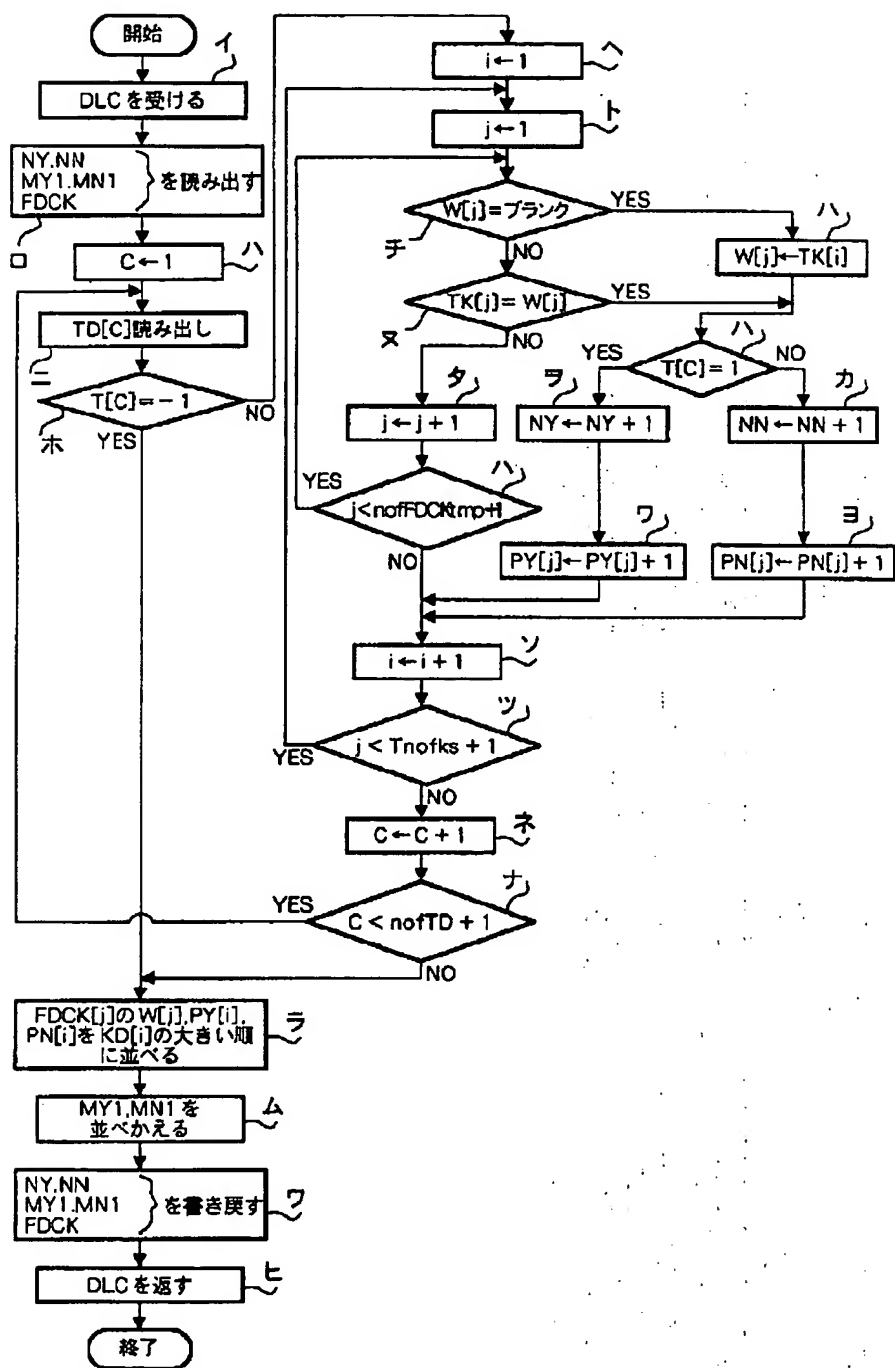 開始
イ
DLCを受ける
NY.NN
MY1.MN1
FDCK
を読み出す
ロ
C←1
ハ
TD[C]読み出し
ニ
T[C]=-1
ホ
NO
YES
i←1
ヘ
j←1
ト
W[j]=ブランク
チ
YES
NO
W[j]←TK[i]
ハ
TK[j]=W[j]
ヌ
YES
NO
T[C]=1
ハ
YES
NO
j←j+1
タ
NY←NY+1
ヲ
NN←NN+1
カ
j<nofFDCKtmp+1
ハ
YES
NO
PY[j]←PY[j]+1
ワ
PN[j]←PN[j]+1
ヨ
i←i+1
ソ
j<Tnofks+1
ツ
YES
NO
C←C+1
ネ
C<nofTD+1
ナ
YES
NO
FDCK[j]のW[j],PY[i],
PN[i]をKD[i]の大きい順
に並べる
ラ
MY1,MN1を
並べかえる
ム
NY.NN
MY1.MN1
FDCK
を書き戻す
ワ
DLCを返す
ヒ
終了